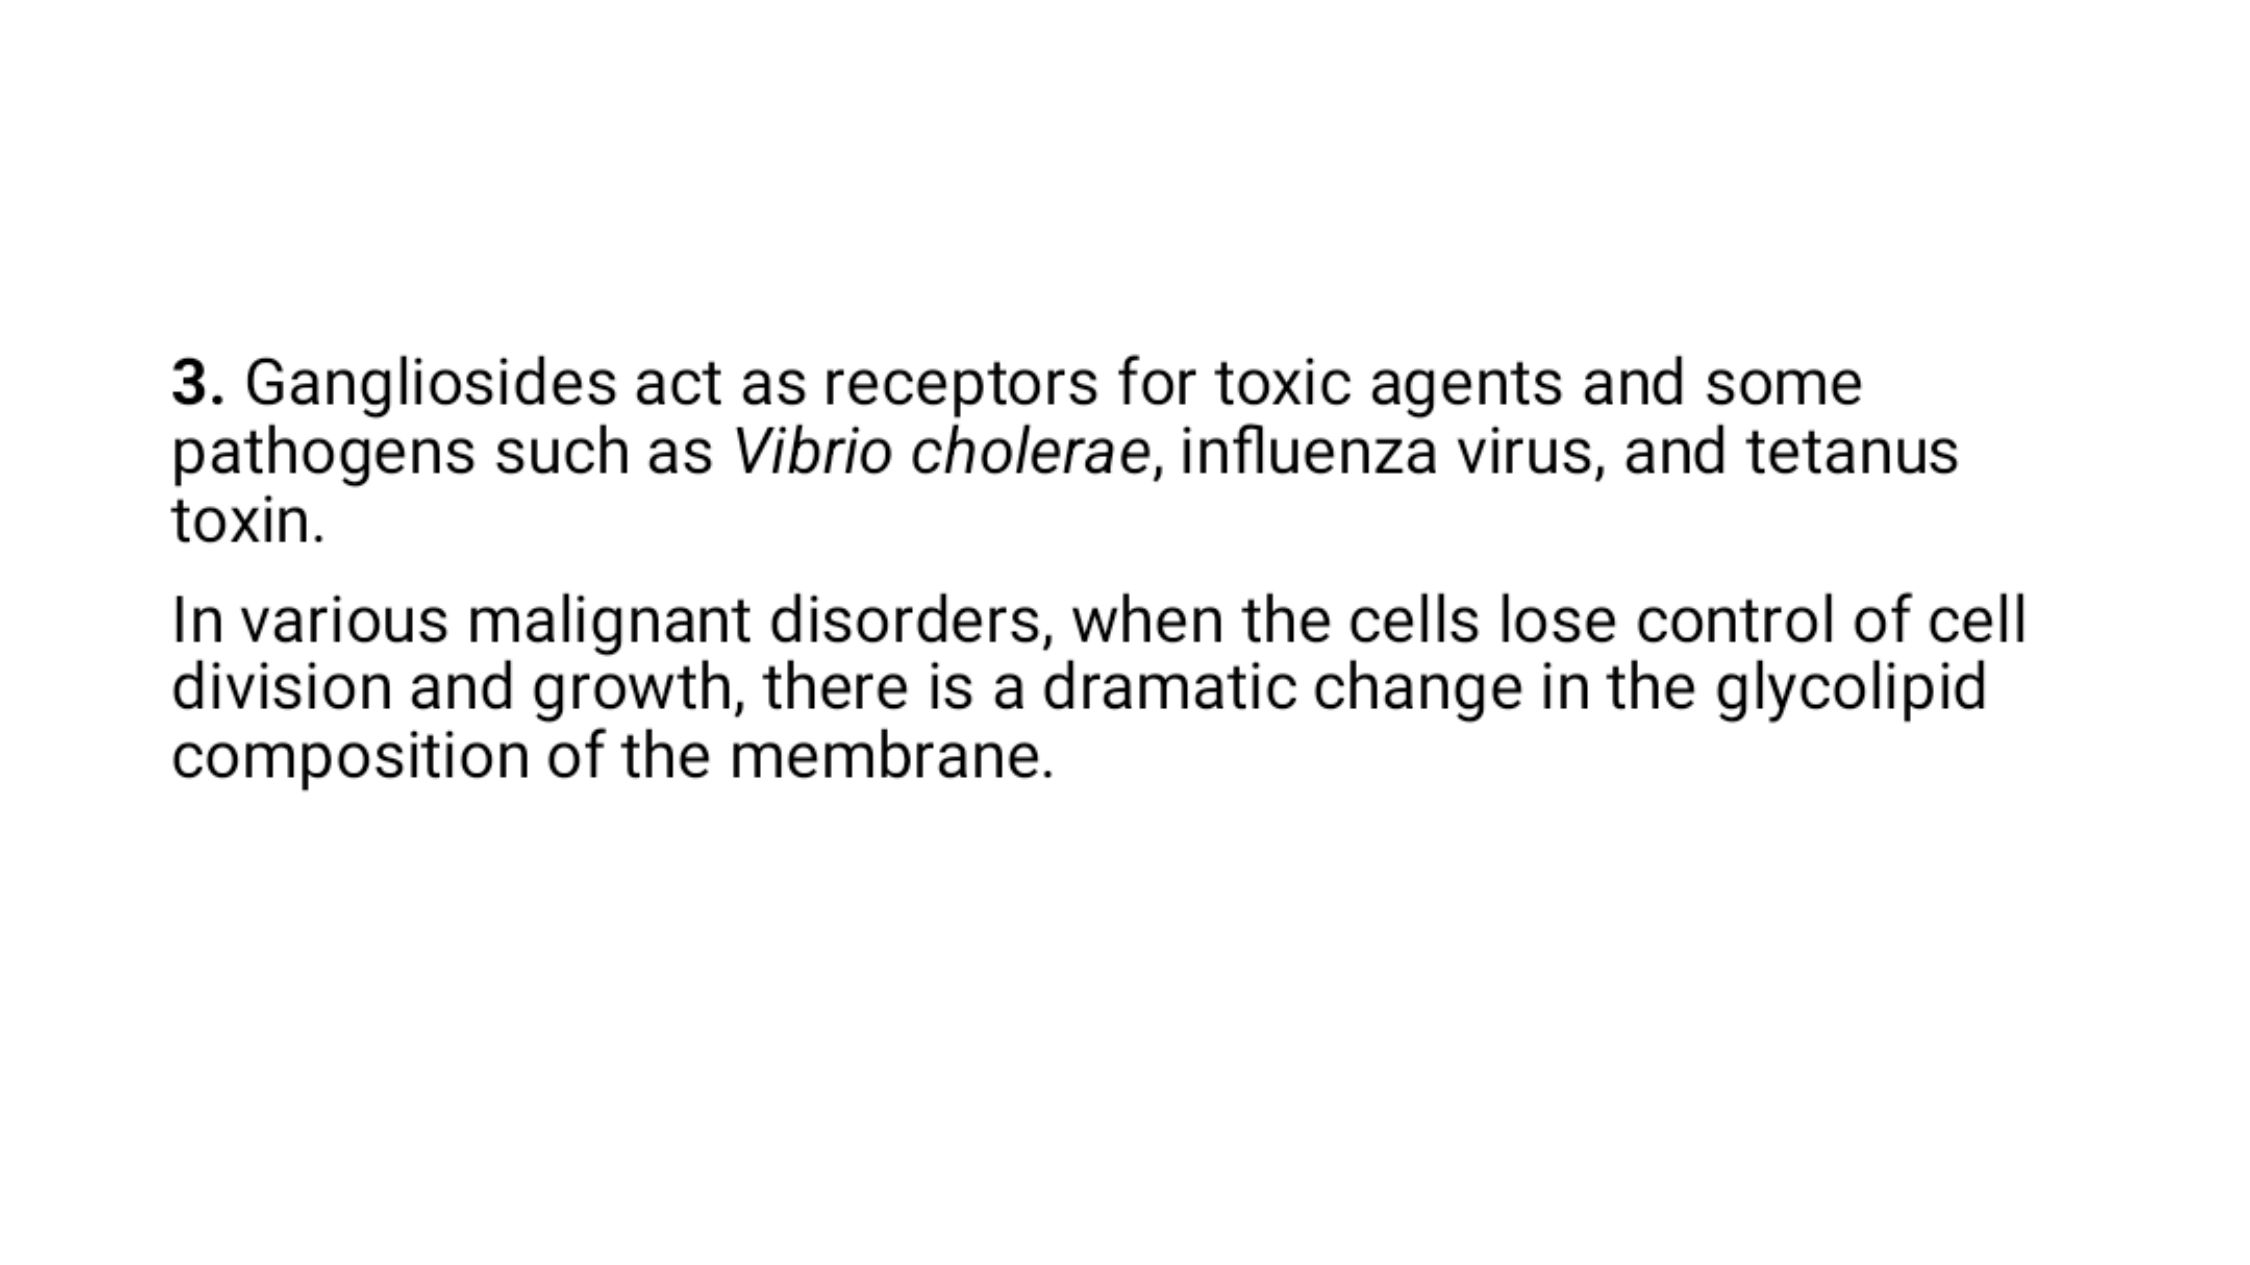 3. Gangliosides act as receptors for toxic agents and some
pathogens such as Vibrio cholerae, influenza virus, and tetanus
toxin.
In various malignant disorders, when the cells lose control of cell
division and growth, there is a dramatic change in the glycolipid
composition of the membrane.